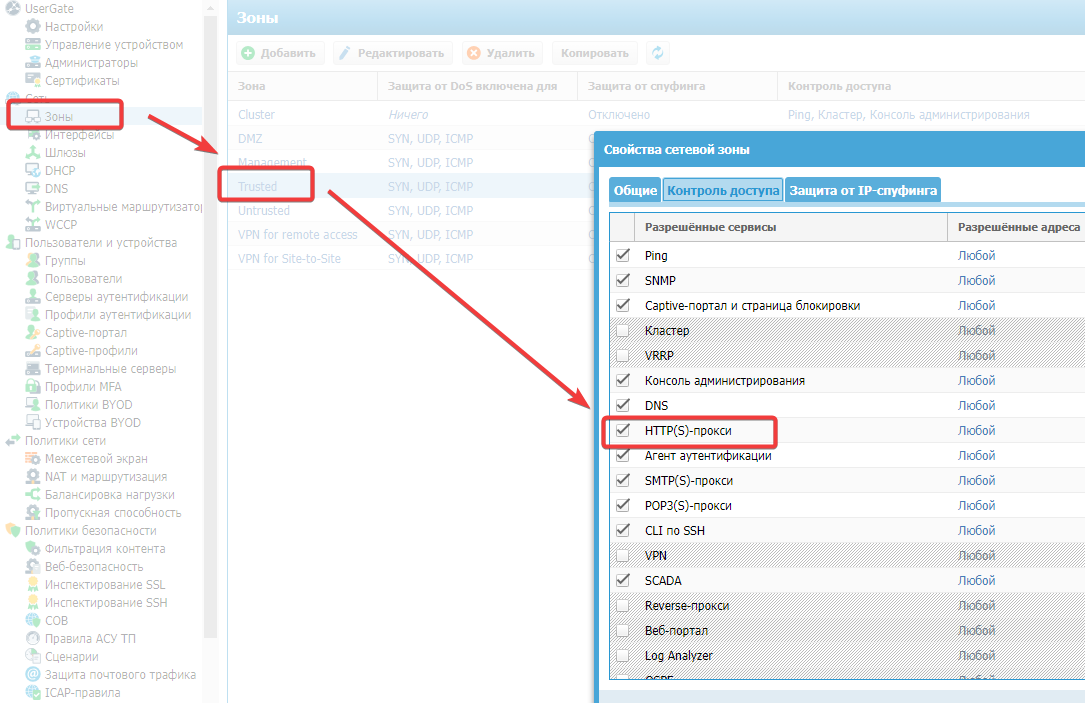 UserGate
Настройки
Управление устройством
Администраторы
Сертификаты
Сеть
Зоны
Интерфейсы
Шлюзы
DHCP
DNS
Виртуальные маршрутизатор
WCCP
Пользователи и устройства
Группы
Пользователи
Серверы аутентификации
Профили аутентификации
Captive-портал
Captive-профили
Терминальные серверы
Профили MFA
Политики BYOD
Устройства BYOD
Политики сети
Межсетевой экран
NAT и маршрутизация
Балансировка нагрузки
Пропускная способность
Политики безопасности
Фильтрация контента
Веб-безопасность
Инспектирование SSL
Инспектирование SSH
СОВ
Правила АСУ ТП
Сценарии
Защита почтового трафика
ICAP-правила
Зоны
Добавить Редактировать Удалить Копировать
Зона Защита от DoS включена для Защита от спуфинга Контроль доступа
Cluster Ничего Отключено Ping, Кластер, Консоль администрирования
DMZ SYN, UDP, ICMP
Management SYN, UDP, ICMP
Trusted SYN, UDP, ICMP
Untrusted SYN, UDP, ICMP
VPN for remote access SYN, UDP, ICMP
VPN for Site-to-Site SYN, UDP, ICMP
Свойства сетевой зоны
Общие Контроль доступа Защита от IP-спуфинга
Разрешённые сервисы Разрешённые адреса
Ping Любой
SNMP Любой
Captive-портал и страница блокировки Любой
Кластер Любой
VRRP Любой
Консоль администрирования Любой
DNS Любой
HTTP(S)-прокси Любой
Агент аутентификации Любой
SMTP(S)-прокси Любой
POP3(S)-прокси Любой
CLI по SSH Любой
VPN Любой
SCADA Любой
Reverse-прокси Любой
Веб-портал Любой
Log Analyzer Любой